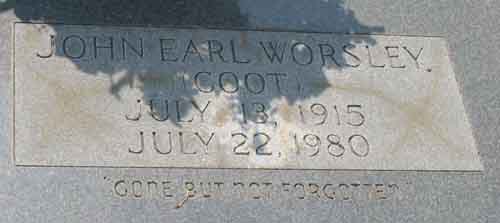 JOHN EARL WORSLEY
(COOT)
JULY 13, 1915
JULY 22, 1980
"GONE BUT NOT FORGOTTEN"